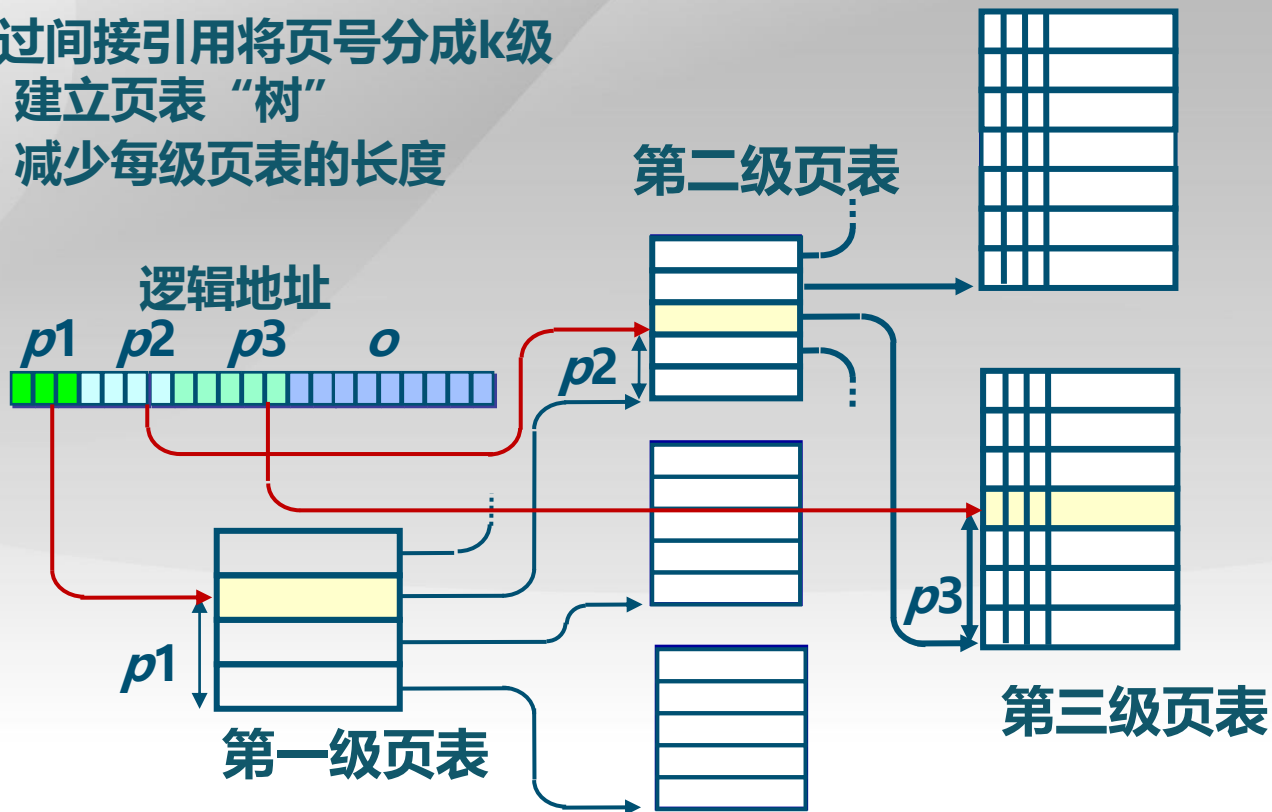 过间接引用将页号分成k级
建立页表“树”
减少每级页表的长度
第二级页表
逻辑地址
p1 p2 p3 o
p2
p3
p1
第三级页表
第一级页表